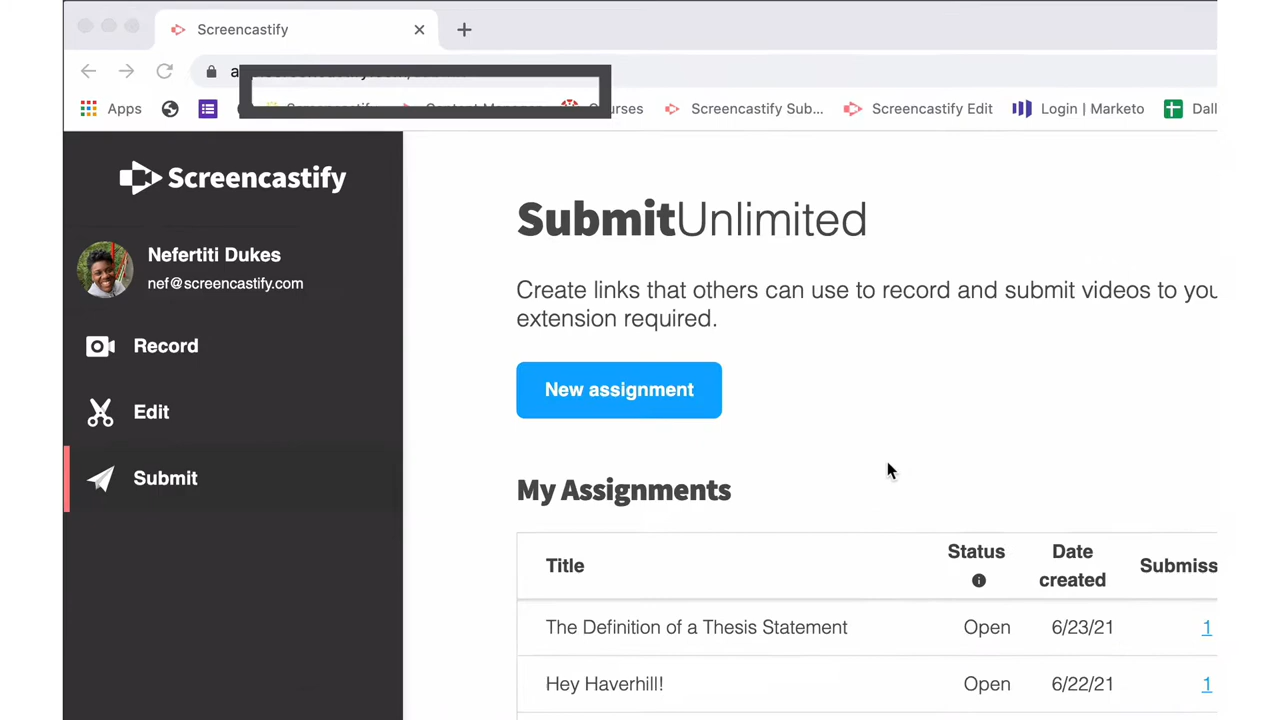 Screencastify
Apps
Courses
Screencastify Sub...
Screencastify Edit
Login | Marketo
Dall
Screencastify
Nefertiti Dukes
nef@screencastify.com
Record
Edit
Submit
SubmitUnlimited
Create links that others can use to record and submit videos to you
extension required.
New assignment
My Assignments
Title Status Date created Submiss
The Definition of a Thesis Statement Open 6/23/21 1
Hey Haverhill! Open 6/22/21 1